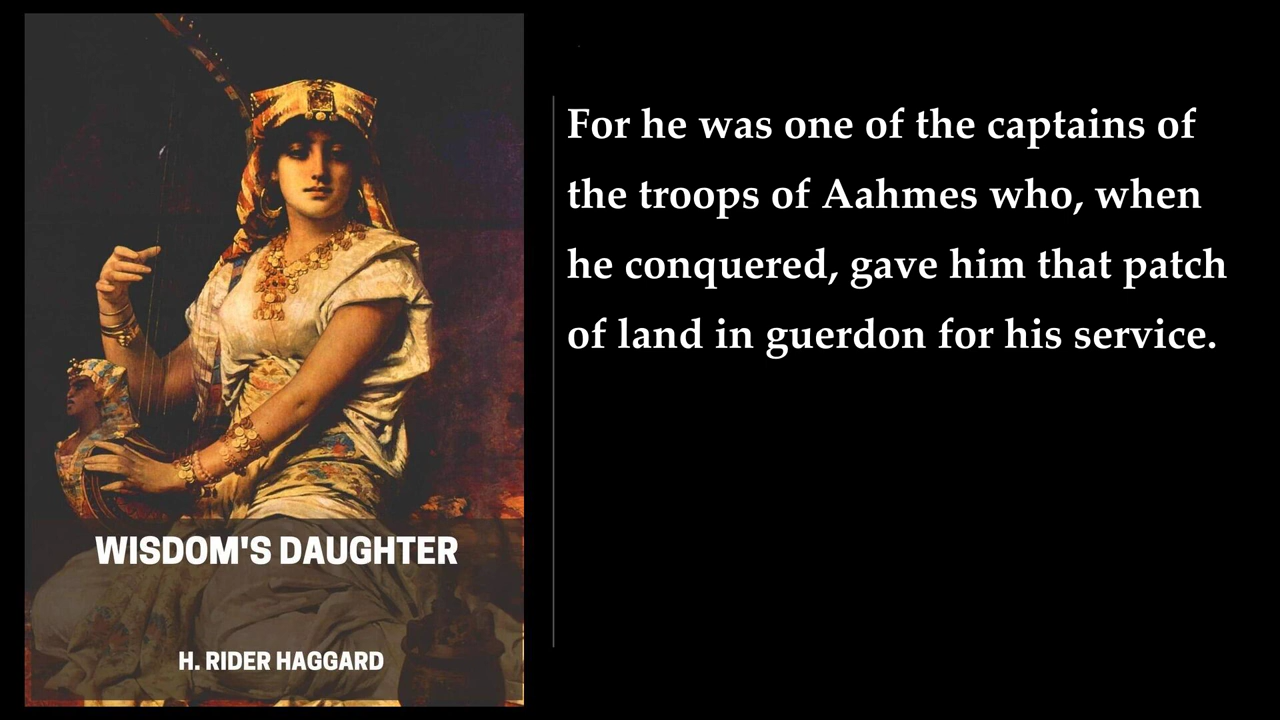 WISDOM'S DAUGHTER
H. RIDER HAGGARD
For he was one of the captains of
the troops of Aahmes who, when
he conquered, gave him that patch
of land in guerdon for his service.